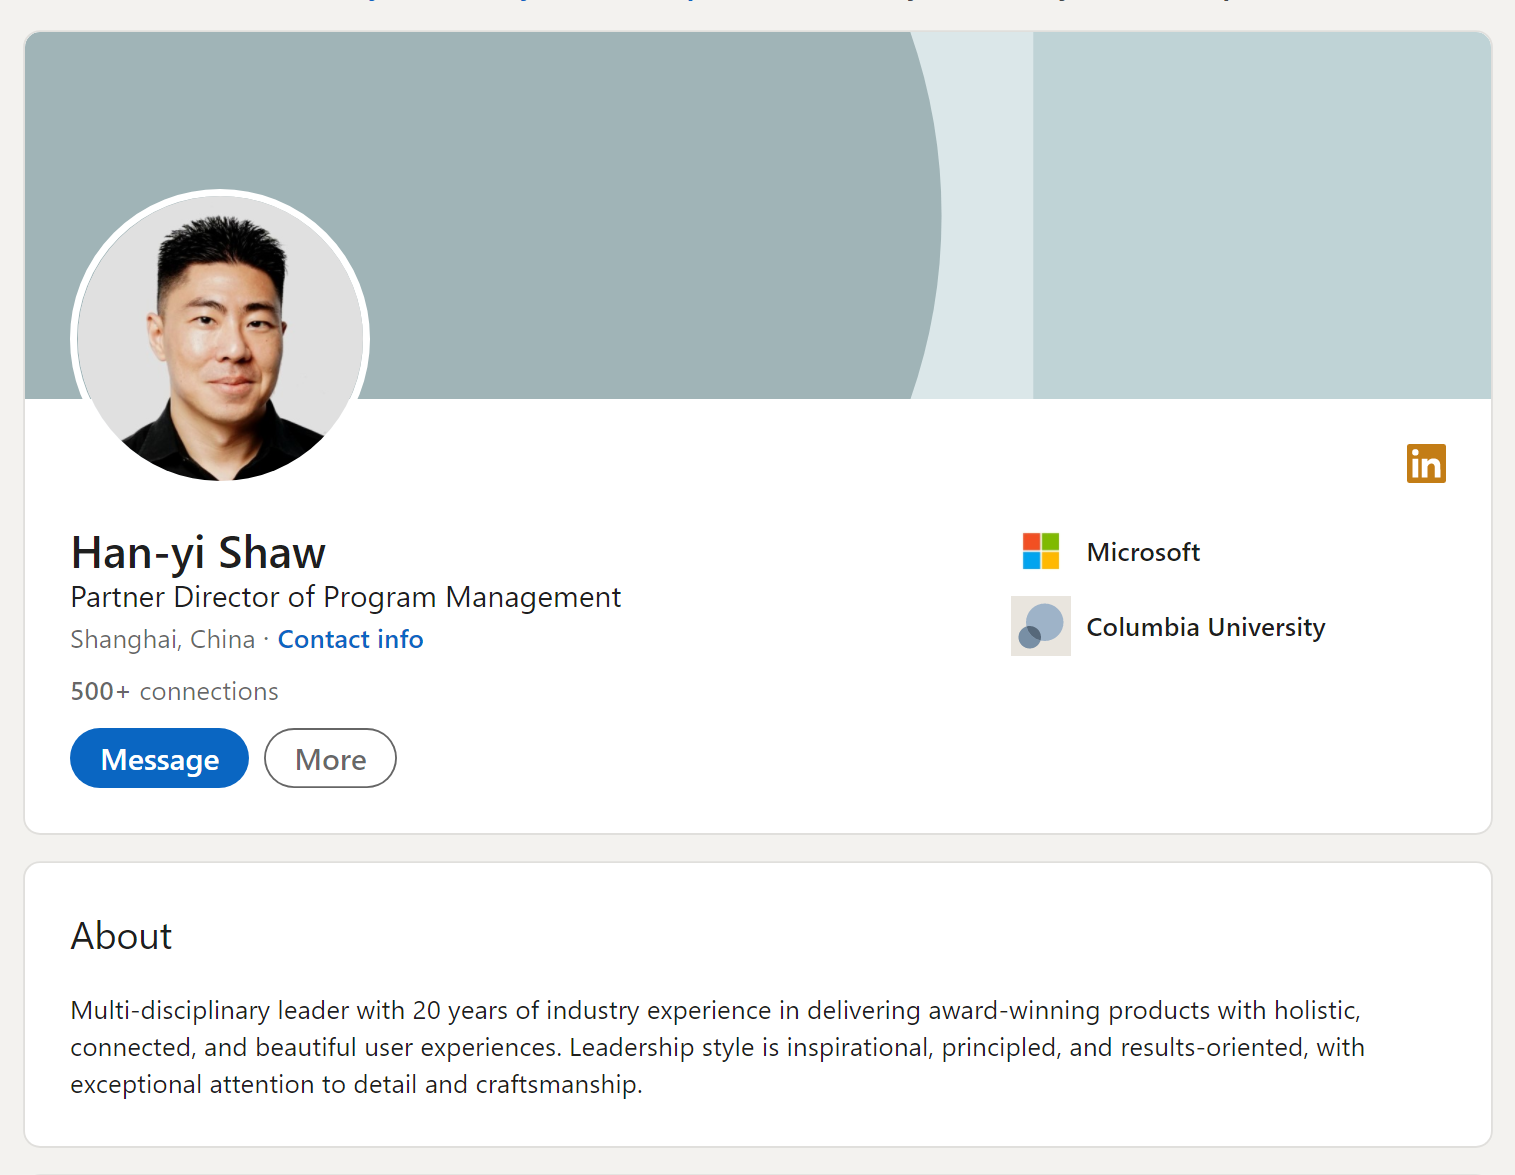 in
Han-yi Shaw
Partner Director of Program Management
Shanghai, China · Contact info
500+ connections
Message
More
Microsoft
Columbia University
About
Multi-disciplinary leader with 20 years of industry experience in delivering award-winning products with holistic,
connected, and beautiful user experiences. Leadership style is inspirational, principled, and results-oriented, with
exceptional attention to detail and craftsmanship.